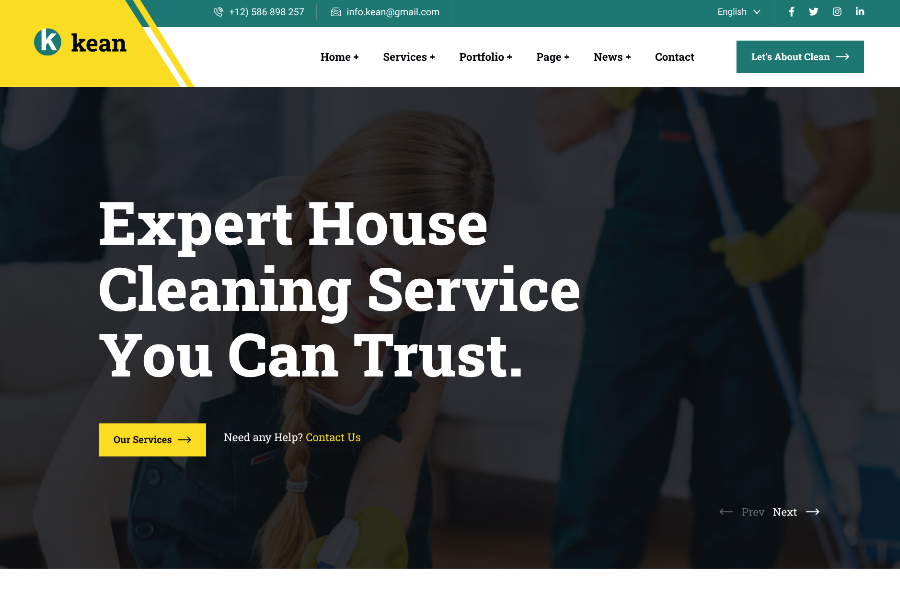 +12) 586 898 257
info.kean@gmail.com
English
kean
Home +
Services +
Portfolio +
Page +
News +
Contact
Let's About Clean
Expert House
Cleaning Service
You Can Trust.
Our Services
Need any Help? Contact Us
Prev
Next